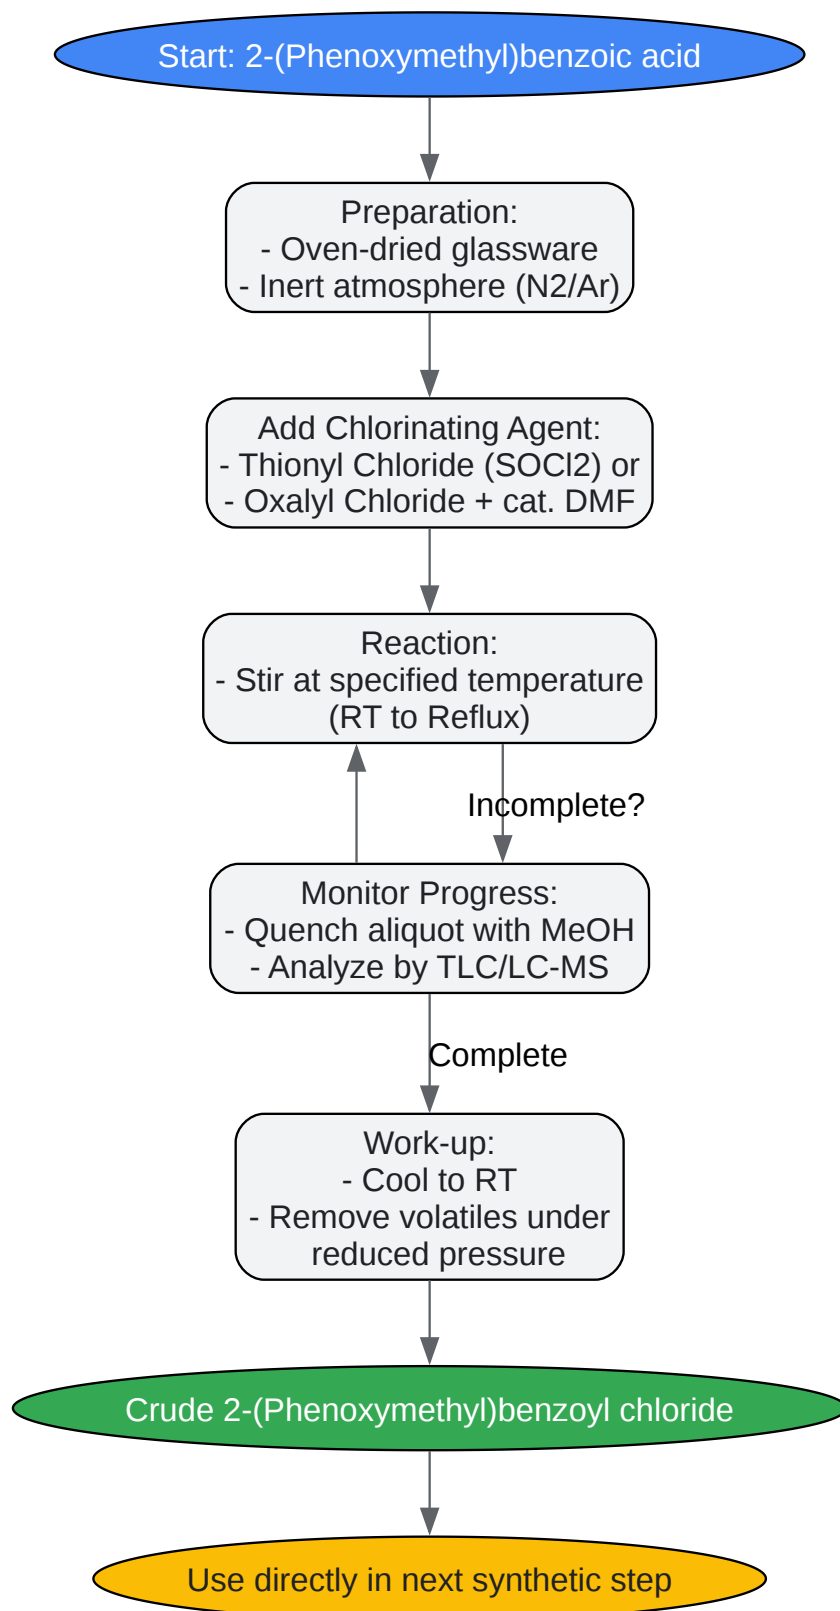 Start: 2-(Phenoxymethyl)benzoic acid
Preparation:
- Oven-dried glassware
- Inert atmosphere (N2/Ar)
Add Chlorinating Agent:
- Thionyl Chloride (SOCl2) or
- Oxalyl Chloride + cat. DMF
Reaction:
- Stir at specified temperature
(RT to Reflux)
Incomplete?
Monitor Progress:
- Quench aliquot with MeOH
- Analyze by TLC/LC-MS
Complete
Work-up:
- Cool to RT
- Remove volatiles under
reduced pressure
Crude 2-(Phenoxymethyl)benzoyl chloride
Use directly in next synthetic step